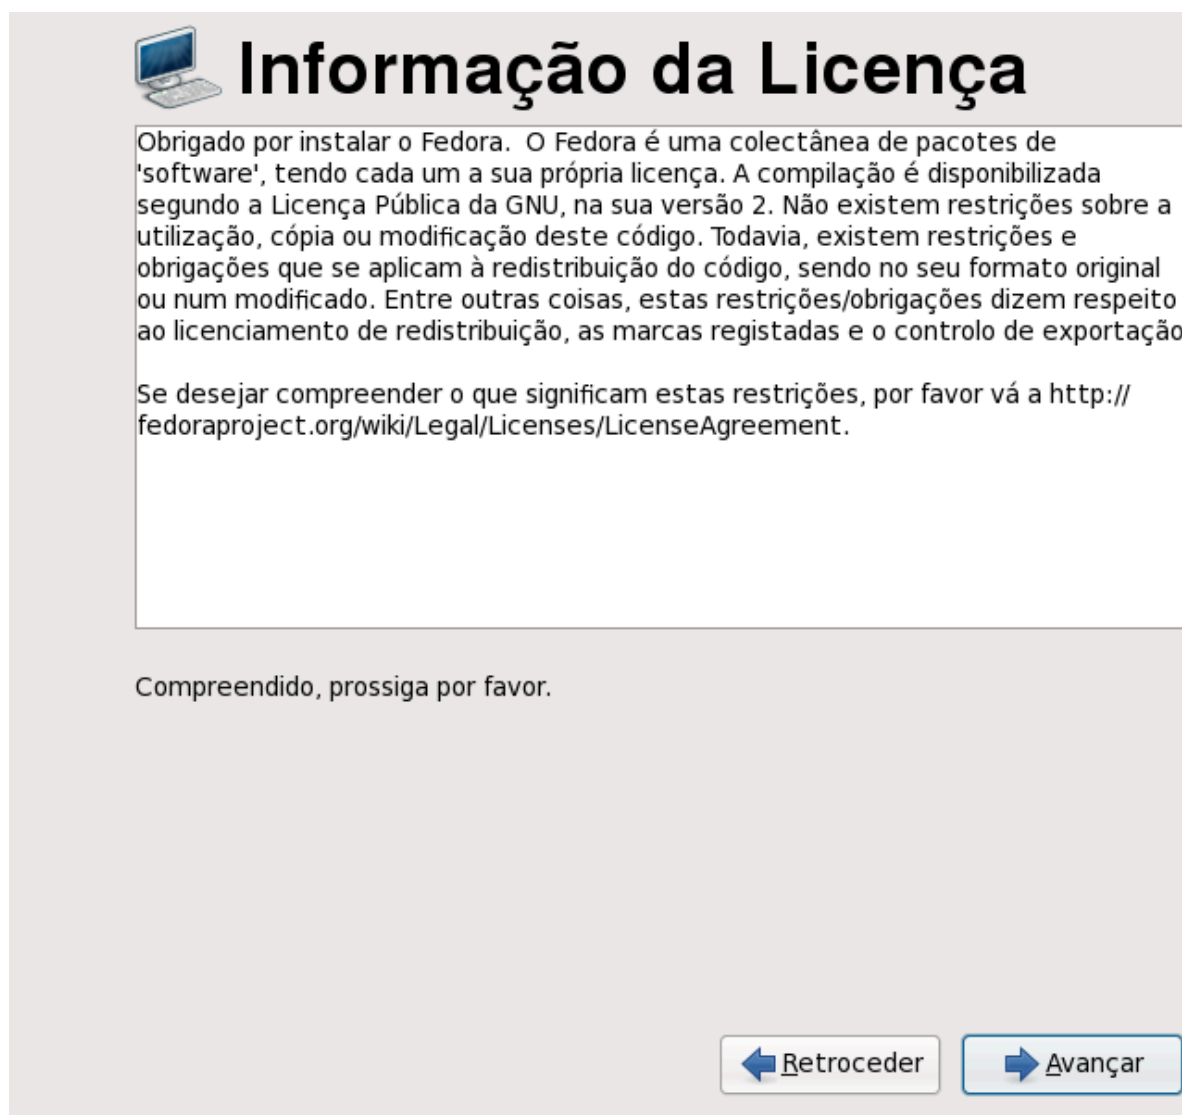 Informação da Licença
Obrigado por instalar o Fedora.  O Fedora é uma colectânea de pacotes de
'software', tendo cada um a sua própria licença. A compilação é disponibilizada
segundo a Licença Pública da GNU, na sua versão 2. Não existem restrições sobre a
utilização, cópia ou modificação deste código. Todavia, existem restrições e
obrigações que se aplicam à redistribuição do código, sendo no seu formato original
ou num modificado. Entre outras coisas, estas restrições/obrigações dizem respeito
ao licenciamento de redistribuição, as marcas registadas e o controlo de exportação
Se desejar compreender o que significam estas restrições, por favor vá a http://
fedoraproject.org/wiki/Legal/Licenses/LicenseAgreement.
Compreendido, prossiga por favor.
Retroceder
Avançar